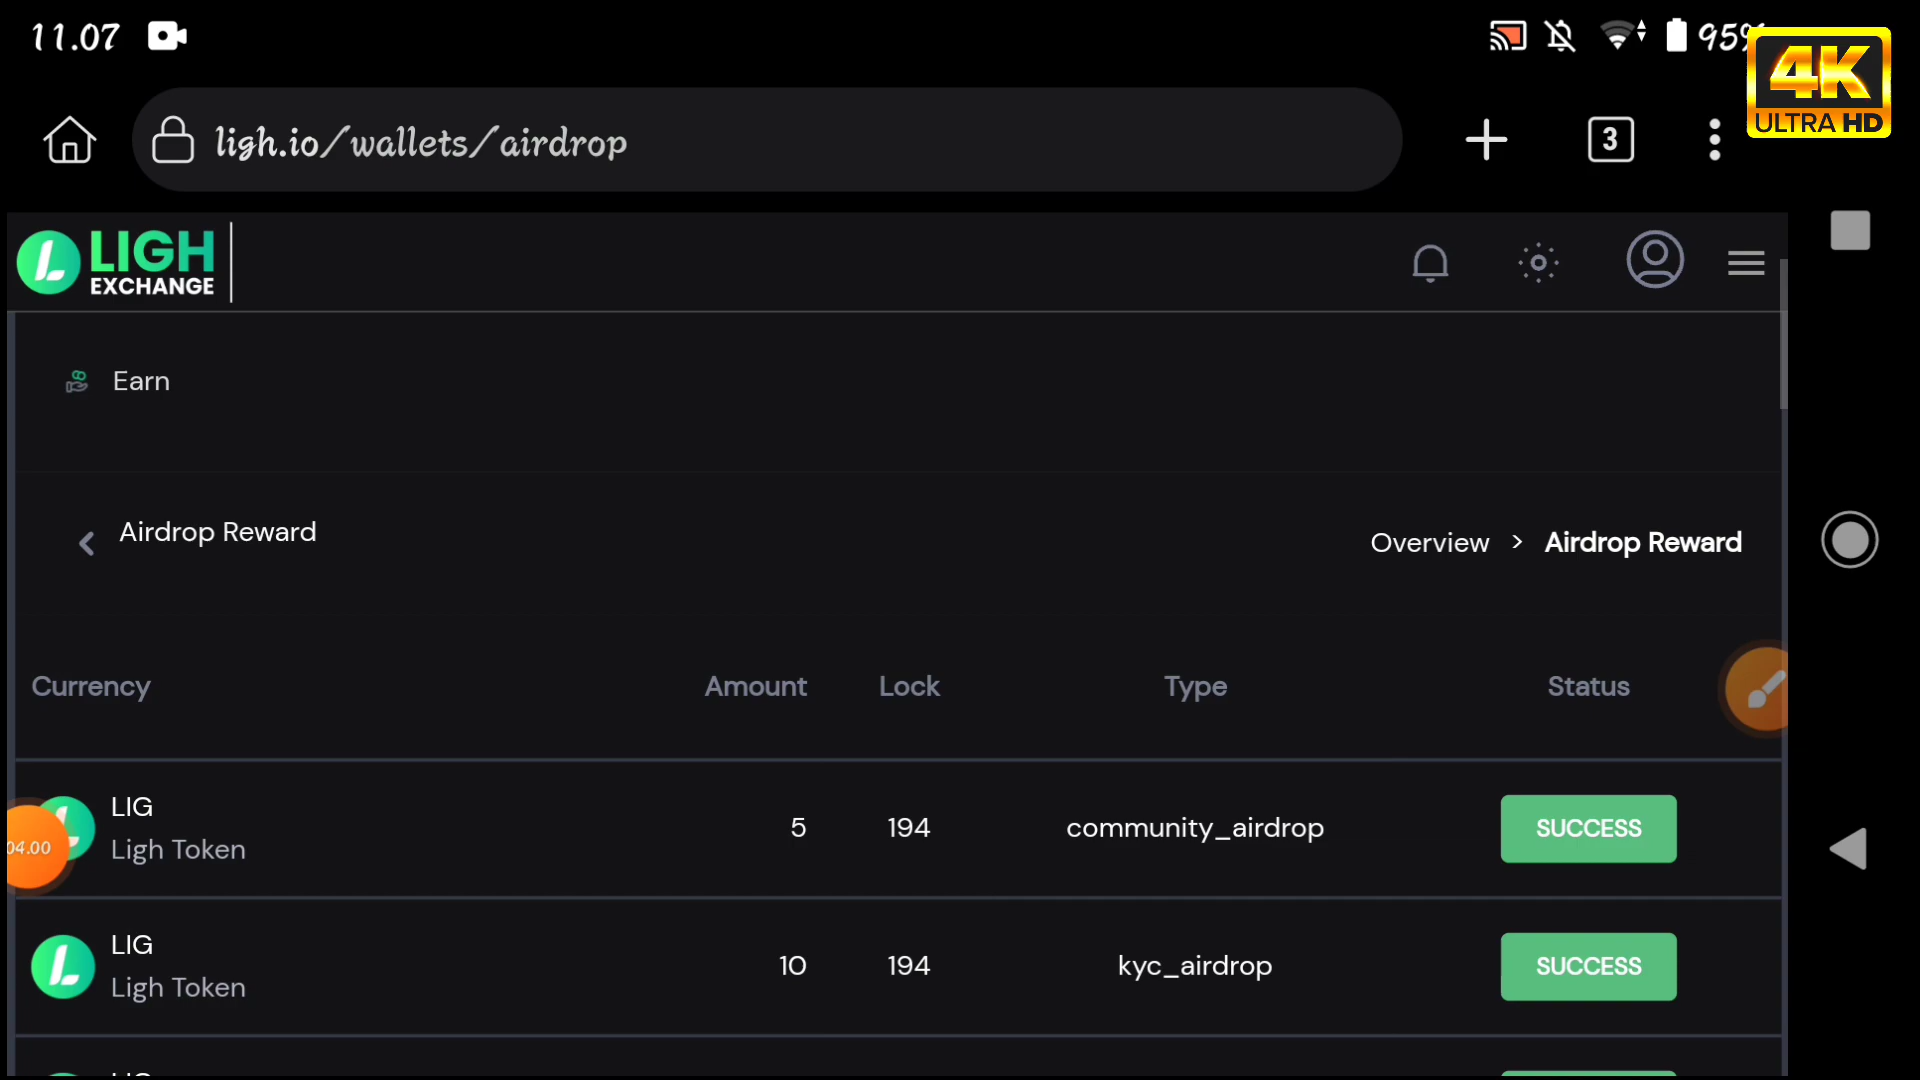 11.07
95%
4K
ULTRA HD
ligh.io/wallets/airdrop
3
LIGH
EXCHANGE
Earn
Airdrop Reward
Overview > Airdrop Reward
Currency Amount Lock Type Status
LIG
Ligh Token
5 194 community_airdrop SUCCESS
04.00
LIG
Ligh Token
10 194 kyc_airdrop SUCCESS